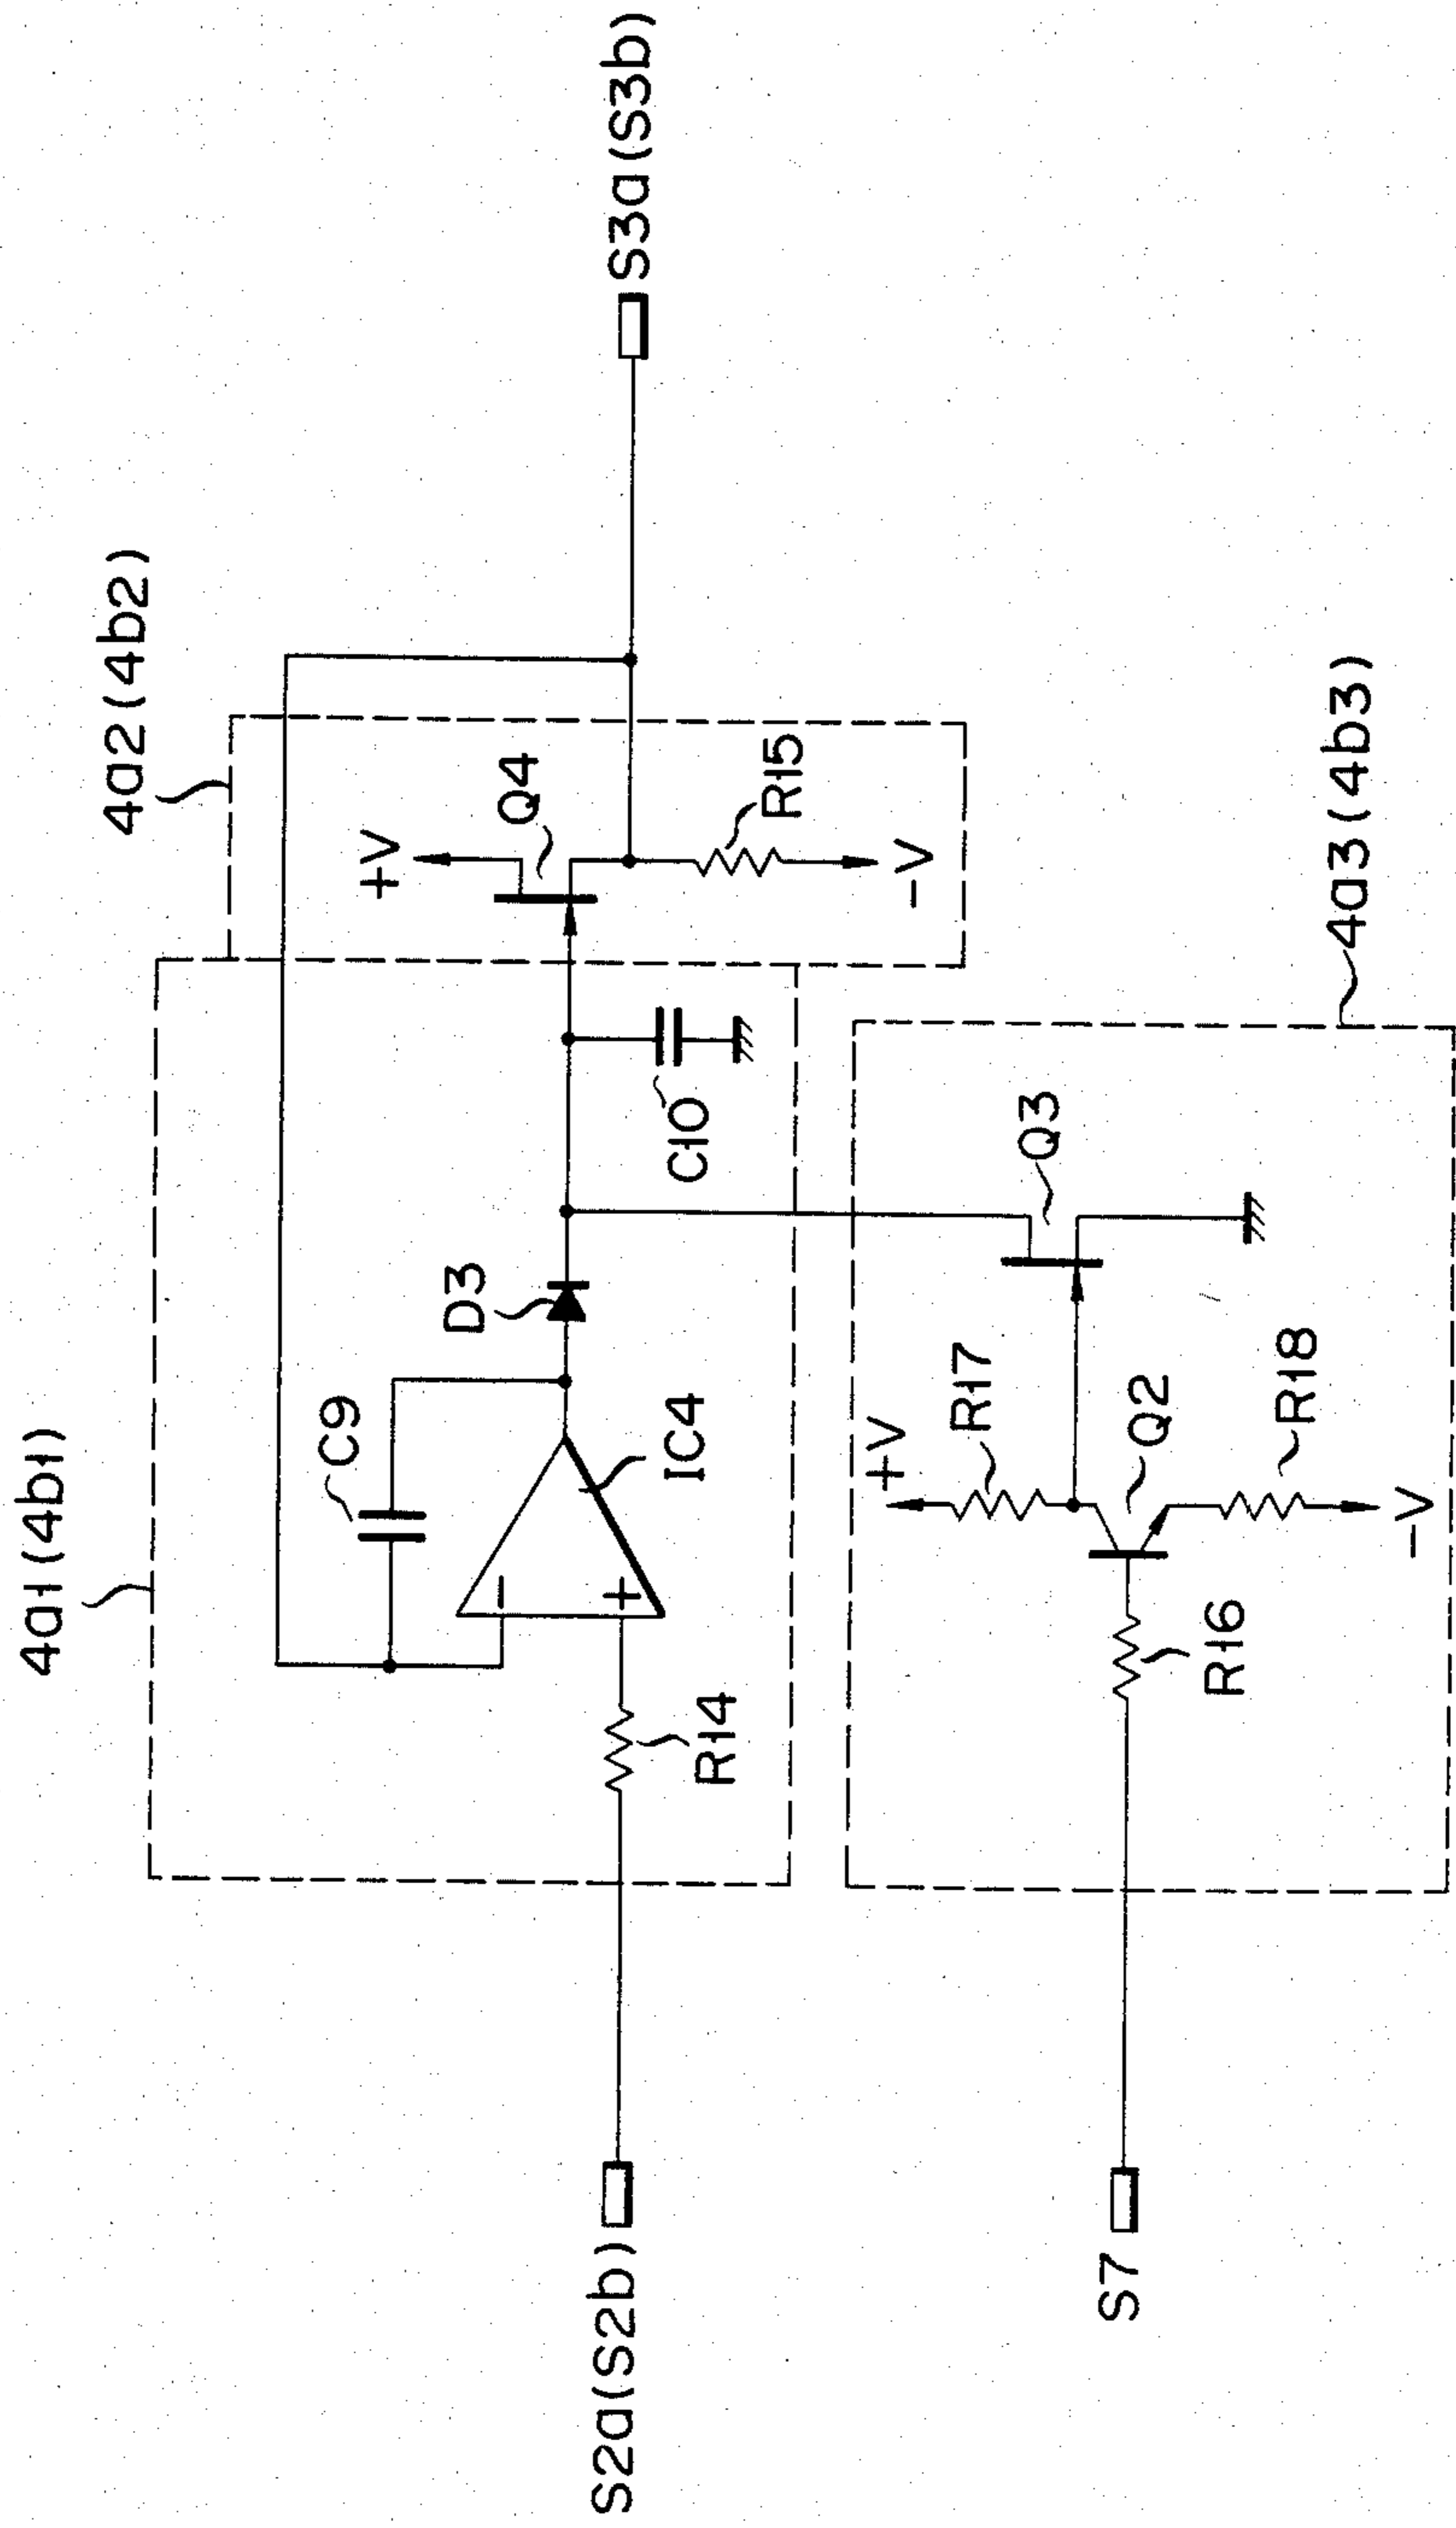 4a1(4b1)
4a2(4b2)
C9
D3
+V
Q4
IC4
R14
C10
R15
-V
S2a(S2b)
S3a(S3b)
+V
R17
Q3
4a3(4b3)
S7
R16
Q2
R18
-V
-
+